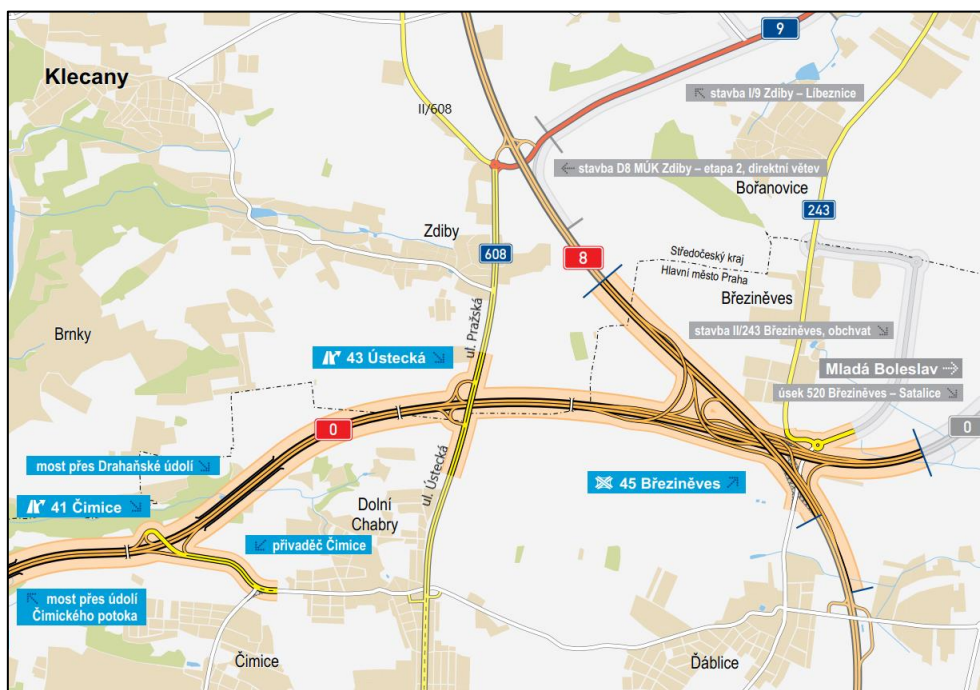 9
Klecany
stavba I/9 Zdiby – Líbeznice
II/608
stavba D8 MÚK Zdiby – etapa 2, direktní větev
Bořanovice
243
Zdiby
608
8
Středočeský kraj
Hlavní město Praha
Březiněves
ul. Pražská
stavba II/243 Březiněves, obchvat
Brnky
43 Ústecká
Mladá Boleslav
úsek 520 Březiněves – Satalice
0
0
most přes Drahaňské údolí
ul. Ústecká
45 Březiněves
41 Čimice
Dolní
Chabry
přivaděč Čimice
most přes údolí
Čimického potoka
Čimice
Ďáblice